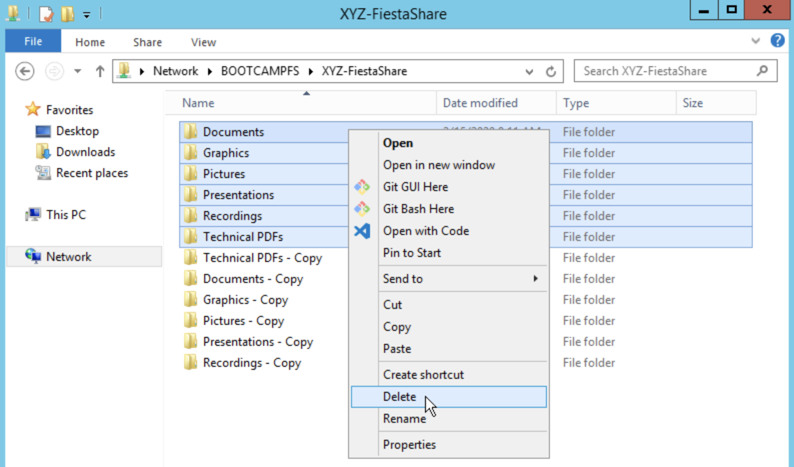 XYZ-FiestaShare
File Home Share View
Network BOOTCAMPFS XYZ-FiestaShare Search XYZ-FiestaShare
Name Date modified Type Size
Favorites
Desktop
Downloads
Recent places
This PC
Network
Documents File folder
Graphics File folder
Pictures File folder
Presentations File folder
Recordings File folder
Technical PDFs File folder
Technical PDFs - Copy File folder
Documents - Copy File folder
Graphics - Copy File folder
Pictures - Copy File folder
Presentations - Copy File folder
Recordings - Copy File folder
Open
Open in new window
Git GUI Here
Git Bash Here
Open with Code
Pin to Start
Send to
Cut
Copy
Paste
Create shortcut
Delete
Rename
Properties